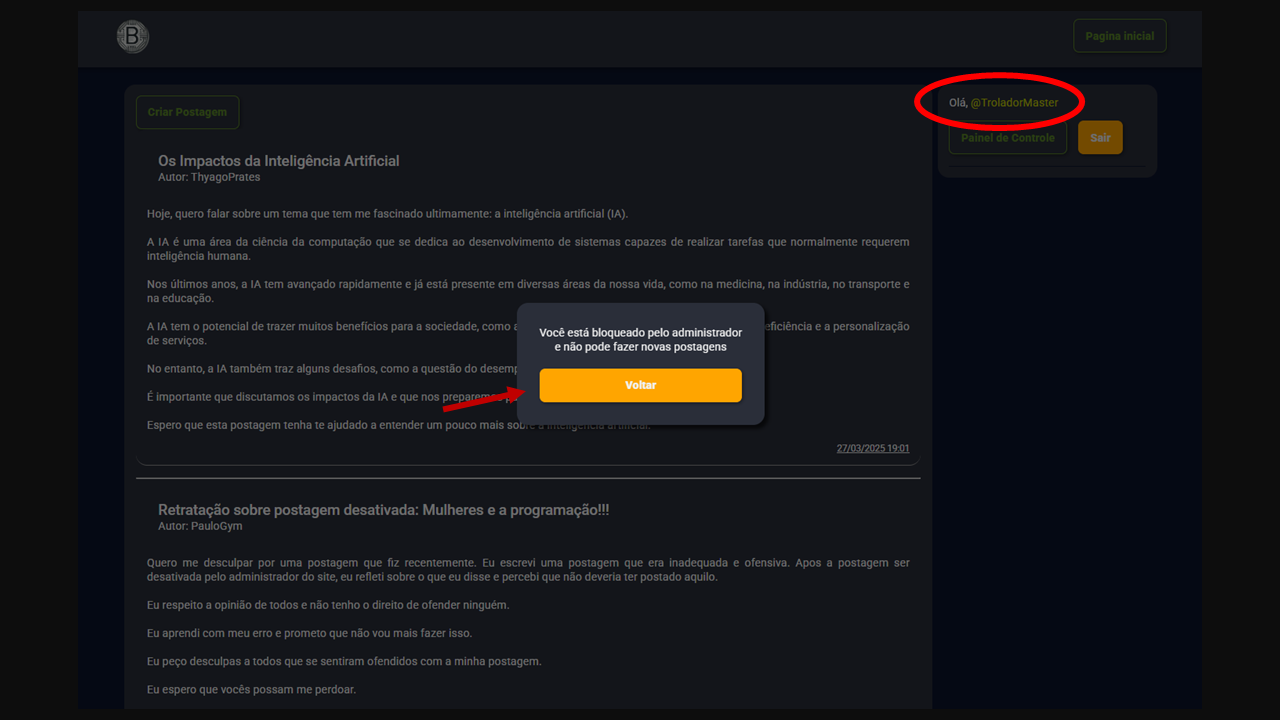 Pagina inicial
Criar Postagem
Olá, @TroladorMaster
Painel de Controle
Sair
Os Impactos da Inteligência Artificial
Autor: ThyagoPrates
Hoje, quero falar sobre um tema que tem me fascinado ultimamente: a inteligência artificial (IA).
A IA é uma área da ciência da computação que se dedica ao desenvolvimento de sistemas capazes de realizar tarefas que normalmente requerem
inteligência humana.
Nos últimos anos, a IA tem avançado rapidamente e já está presente em diversas áreas da nossa vida, como na medicina, na indústria, no transporte e
na educação.
A IA tem o potencial de trazer muitos benefícios para a sociedade, como a eficiência e a personalização
de serviços.
No entanto, a IA também traz alguns desafios, como a questão do
É importante que discutamos os impactos da IA e que nos preparemos
Espero que esta postagem tenha te ajudado a entender um pouco mais sobre a inteligência artificial.
27/03/2025 19:01
Você está bloqueado pelo administrador
e não pode fazer novas postagens
Voltar
Retratação sobre postagem desativada: Mulheres e a programação!!!
Autor: PauloGym
Quero me desculpar por uma postagem que fiz recentemente. Eu escrevi uma postagem que era inadequada e ofensiva. Apos a postagem ser
desativada pelo administrador do site, eu refleti sobre o que eu disse e percebi que não deveria ter postado aquilo.
Eu respeito a opinião de todos e não tenho o direito de ofender ninguém.
Eu aprendi com meu erro e prometo que não vou mais fazer isso.
Eu peço desculpas a todos que se sentiram ofendidos com a minha postagem.
Eu espero que vocês possam me perdoar.